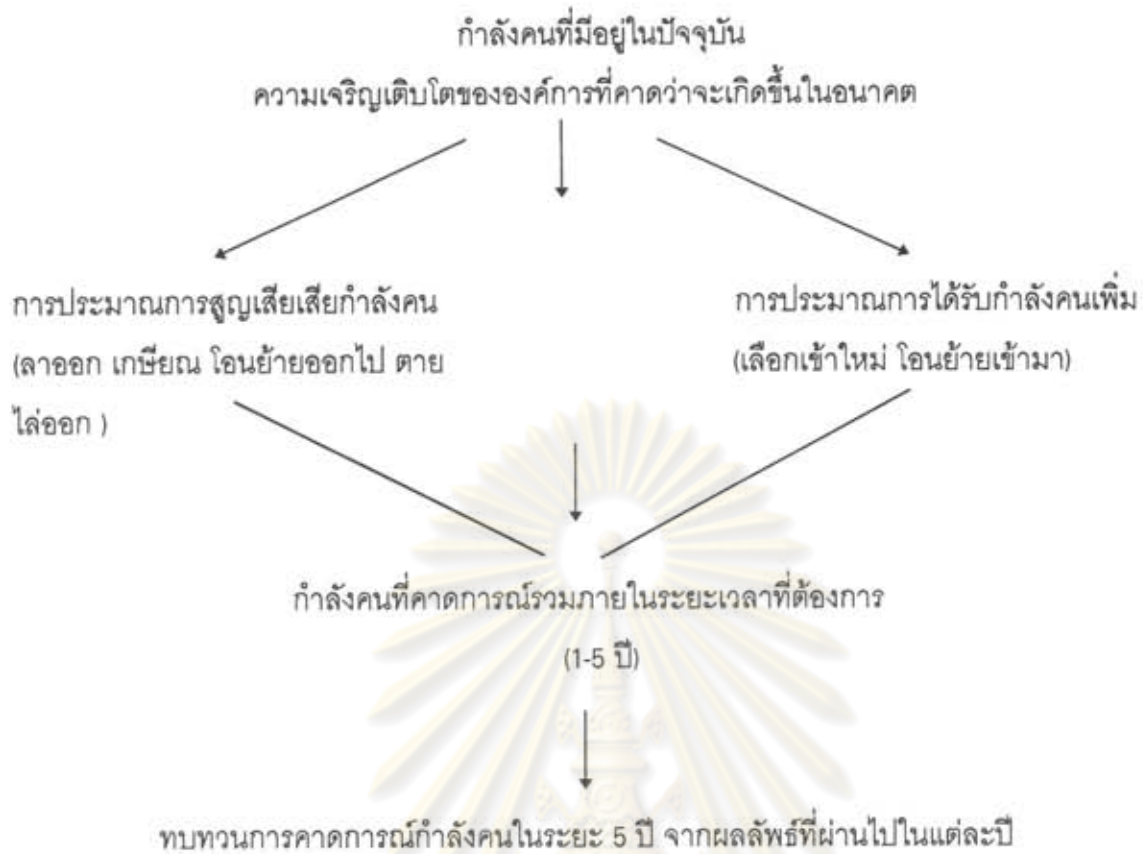 กำลังคนที่มีอยู่ในปัจจุบัน
ความเจริญเติบโตขององค์การที่คาดว่าจะเกิดขึ้นในอนาคต
การประมาณการสูญเสียเสียกำลังคน
(ลาออก เกษียณ โอนย้ายออกไป ตาย
ไล่ออก )
การประมาณการได้รับกำลังคนเพิ่ม
(เลือกเข้าใหม่ โอนย้ายเข้ามา)
กำลังคนที่คาดการณ์รวมภายในระยะเวลาที่ต้องการ
(1-5 ปี)
ทบทวนการคาดการณ์กำลังคนในระยะ 5 ปี จากผลลัพธ์ที่ผ่านไปในแต่ละปี